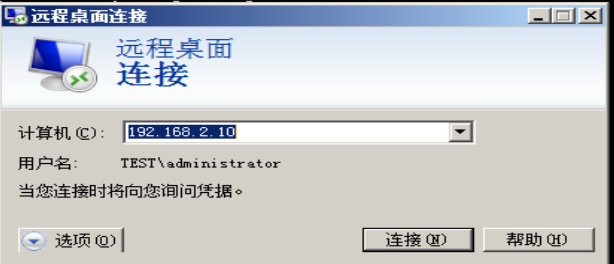 远程桌面连接
远程桌面
连接
计算机(C): 192.168.2.10
用户名: TEST\administrator
当您连接时将向您询问凭据。
选项(O) 连接(N) 帮助(H)